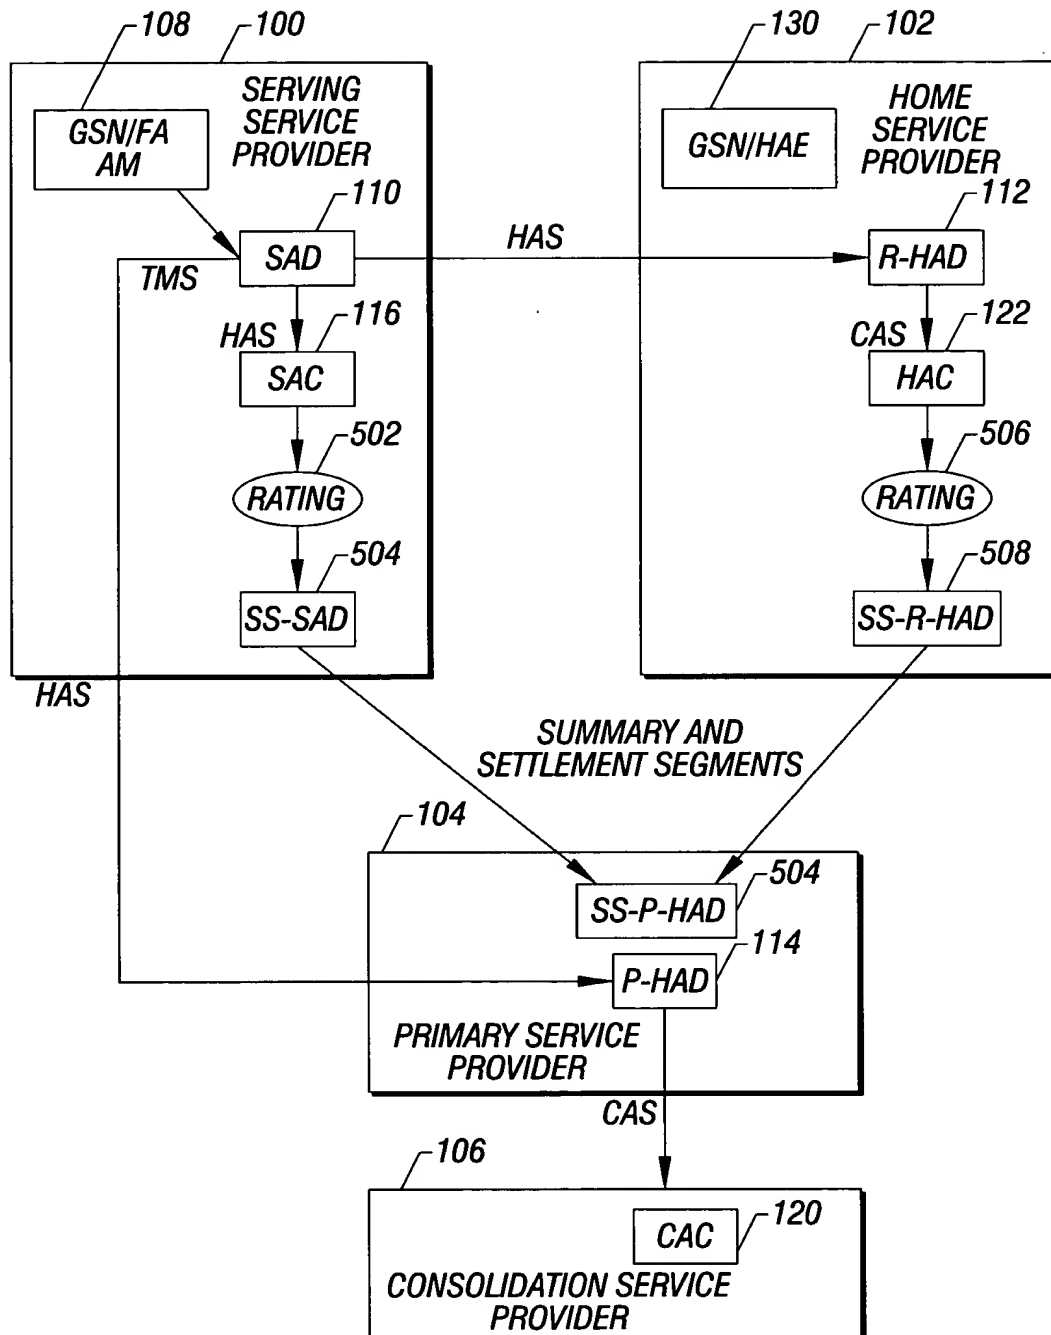 108
100
130
102
SERVING
SERVICE
PROVIDER
GSN/FA
AM
GSN/HAE
HOME
SERVICE
PROVIDER
110
112
SAD
HAS
R-HAD
TMS
116
122
HAS
CAS
SAC
HAC
502
506
RATING
RATING
504
508
SS-SAD
SS-R-HAD
HAS
SUMMARY AND
SETTLEMENT SEGMENTS
104
504
SS-P-HAD
114
P-HAD
PRIMARY SERVICE
PROVIDER
CAS
106
120
CAC
CONSOLIDATION SERVICE
PROVIDER